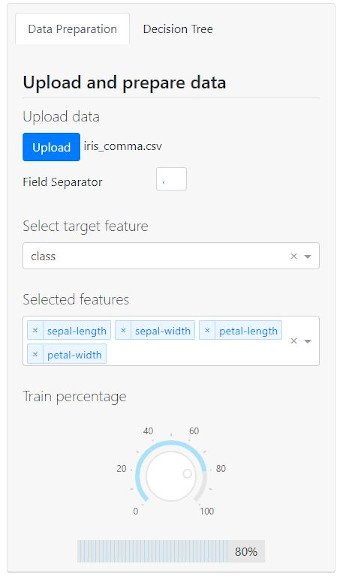 Data Preparation Decision Tree
Upload and prepare data
Upload data
Upload iris_comma.csv
Field Separator ,
Select target feature
class × 
Selected features
× sepal-length × sepal-width × petal-length ×
× petal-width
Train percentage
40 60
20 80
0 100
80%